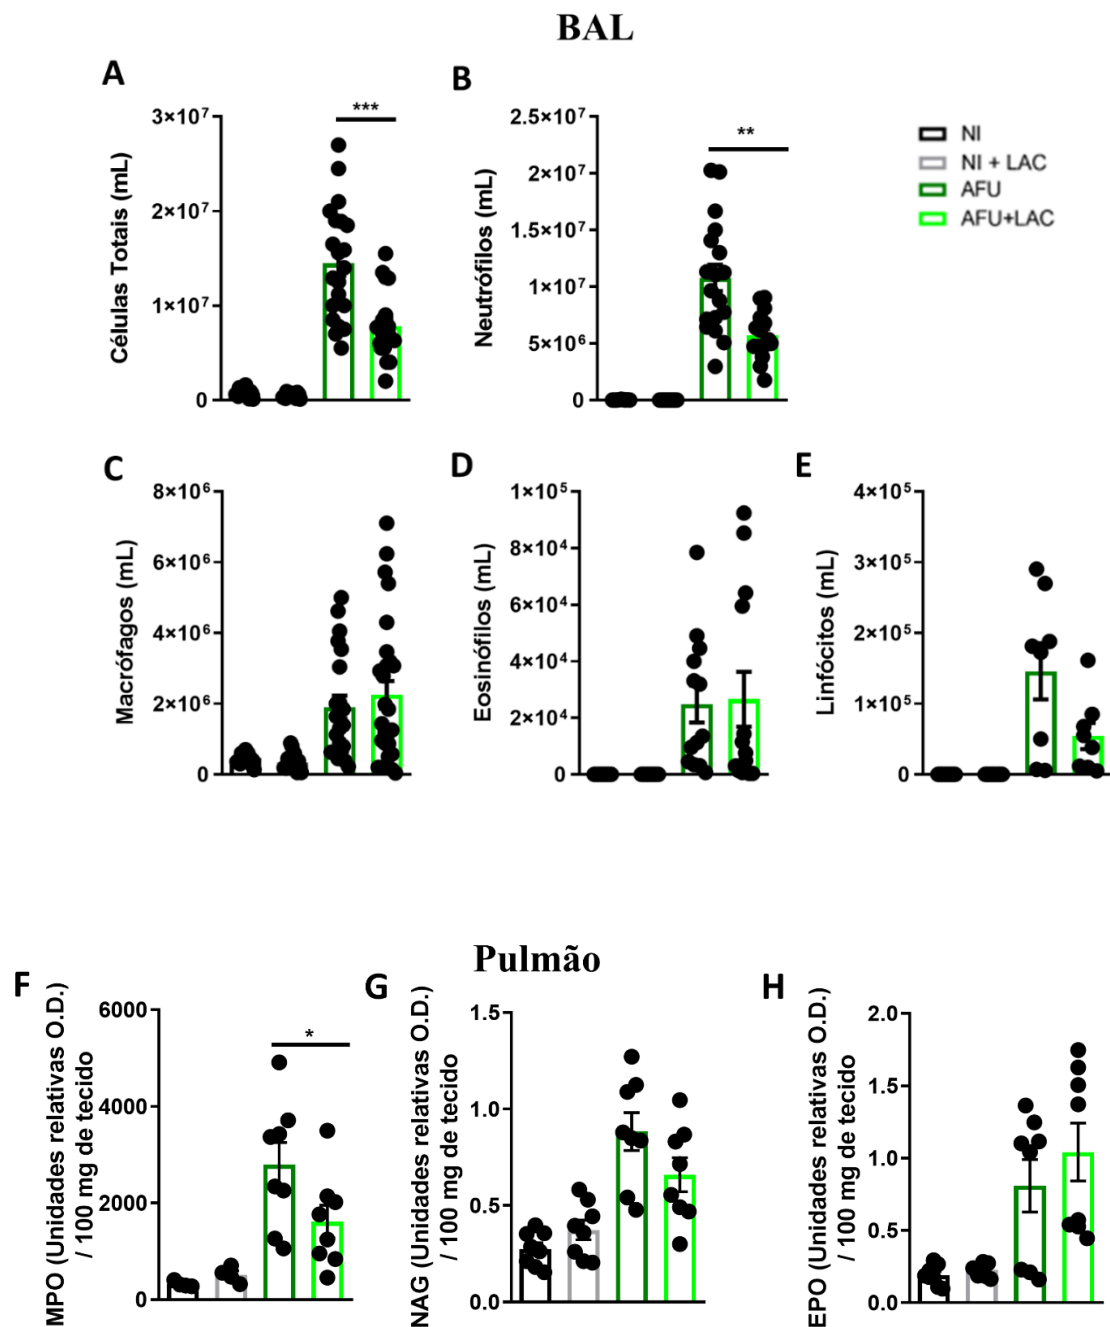 BAL
A
Células Totais (mL)
3×10⁷
2×10⁷
1×10⁷
0
***
B
Neutrófilos (mL)
2.5×10⁷
2×10⁷
1.5×10⁷
1×10⁷
5×10⁶
0
**
NI
NI + LAC
AFU
AFU+LAC
C
Macrófagos (mL)
8×10⁶
6×10⁶
4×10⁶
2×10⁶
0
D
Eosinófilos (mL)
1×10⁵
8×10⁴
6×10⁴
4×10⁴
2×10⁴
0
E
Linfócitos (mL)
4×10⁵
3×10⁵
2×10⁵
1×10⁵
0
Pulmão
F
MPO (Unidades relativas O.D.)
/ 100 mg de tecido
6000
4000
2000
0
*
G
NAG (Unidades relativas O.D.)
/ 100 mg de tecido
1.5
1.0
0.5
0.0
H
EPO (Unidades relativas O.D.)
/ 100 mg de tecido
2.0
1.5
1.0
0.5
0.0